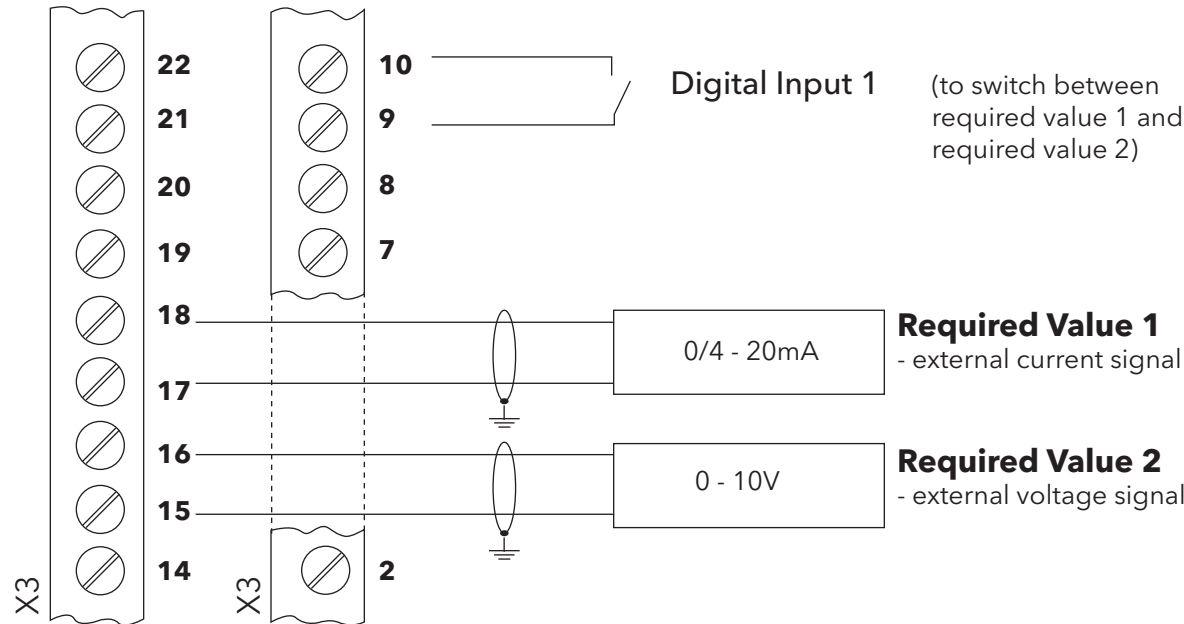 22
21
20
19
18
17
16
15
14
X3
10
9
8
7
2
X3
Digital Input 1
(to switch between
required value 1 and
required value 2)
0/4 - 20mA
Required Value 1
- external current signal
0 - 10V
Required Value 2
- external voltage signal